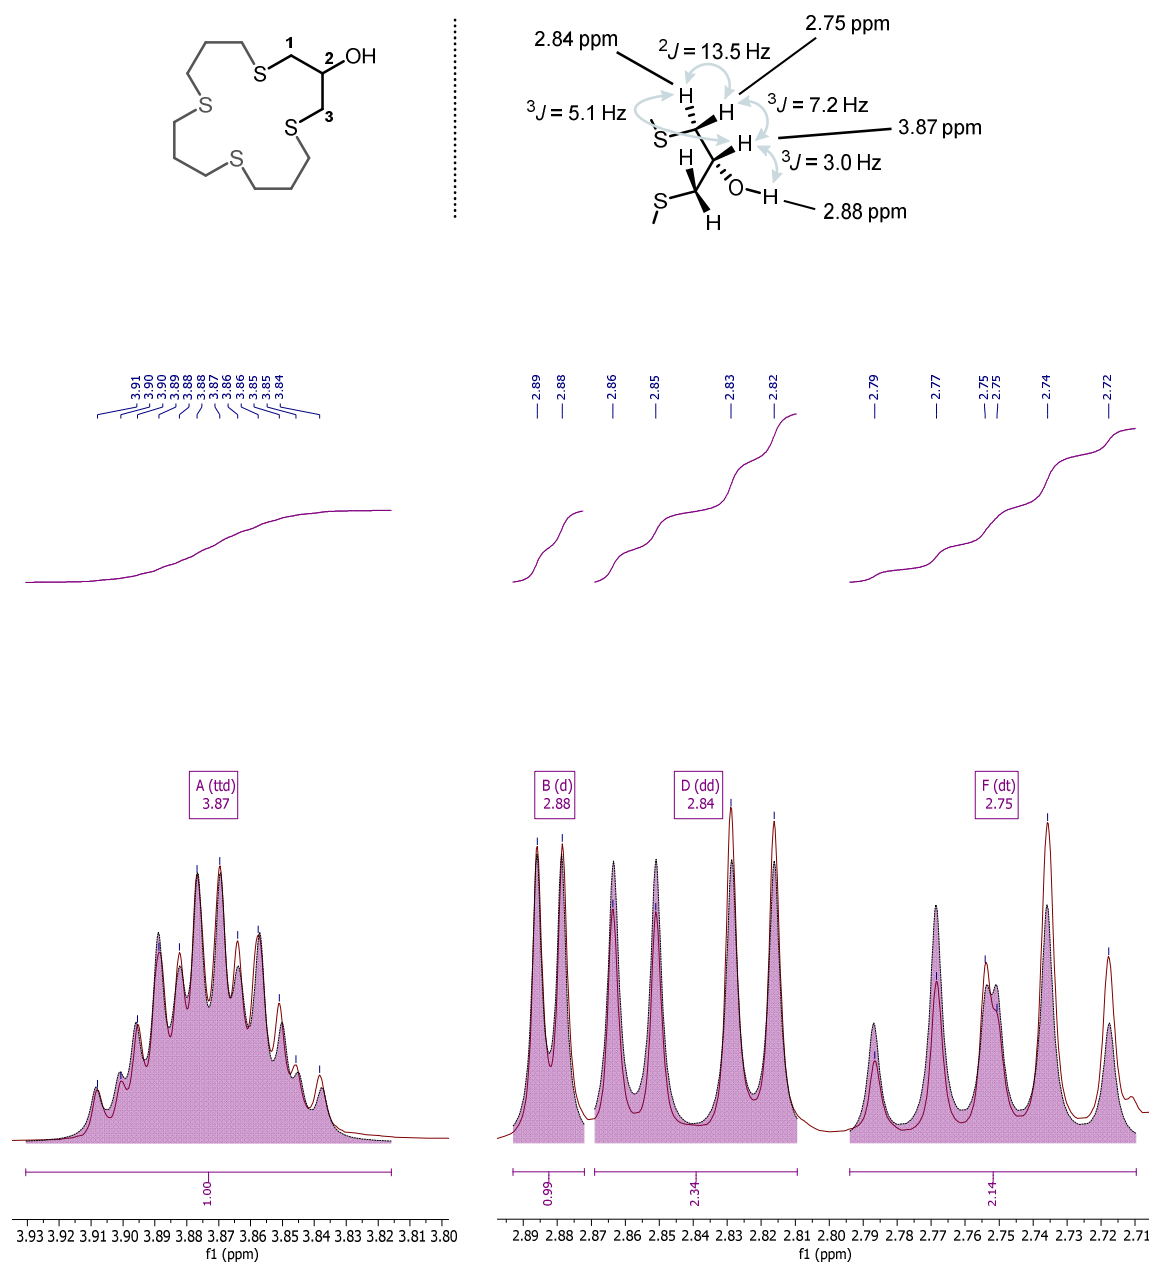 1
2
OH
S
3
S
S
S
2.84 ppm
2.75 ppm
²J = 13.5 Hz
H
H
³J = 5.1 Hz
³J = 7.2 Hz
S
H
H
3.87 ppm
³J = 3.0 Hz
O
H
S
H
2.88 ppm
3.91
3.90
3.90
3.89
3.88
3.88
3.87
3.86
3.86
3.85
3.85
3.84
2.89
2.88
2.86
2.85
2.83
2.82
2.79
2.77
2.75
2.75
2.74
2.72
A (ttd)
3.87
B (d)
2.88
D (dd)
2.84
F (dt)
2.75
1.00
0.99
2.34
2.14
3.93 3.92 3.91 3.90 3.89 3.88 3.87 3.86 3.85 3.84 3.83 3.82 3.81 3.80
f1 (ppm)
2.89 2.88 2.87 2.86 2.85 2.84 2.83 2.82 2.81 2.80 2.79 2.78 2.77 2.76 2.75 2.74 2.73 2.72 2.71
f1 (ppm)